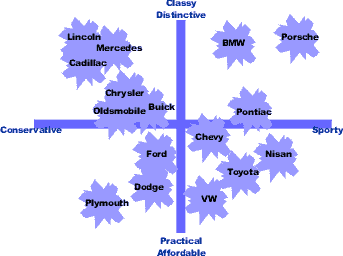 Classy
Distinctive
Lincoln
Mercedes
Cadillac
BMW
Porsche
Chrysler
Oldsmobile
Buick
Pontiac
Conservative
Sporty
Chevy
Ford
Nisan
Toyota
Dodge
Plymouth
VW
Practical
Affordable